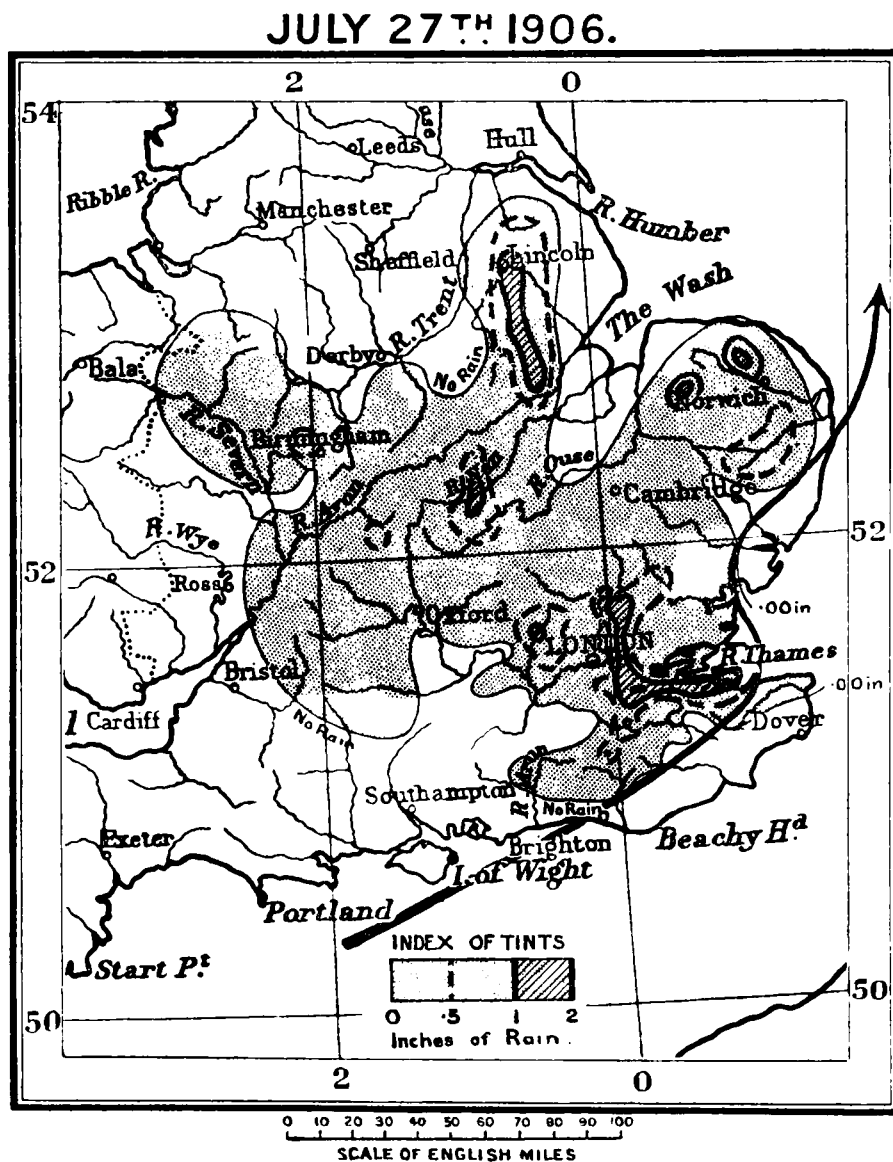 JULY 27TH 1906.
2 0
54
Leeds
Hull
Ribble R.
Manchester
R. Humber
Sheffield
Lincoln
R. Trent
The Wash
Derby
Bala
No Rain
Norwich
R. Severn
Birmingham
R. Ouse
Cambridge
R. Avon
R. Wye
52
52
Ross
Oxford
.00in
LONDON
R Thames
Bristol
.00in
Cardiff
No Rain
Dover
Southampton
R
No Rain
Exeter
Brighton
Beachy Hd.
I. of Wight
Portland
INDEX OF TINTS
Start Pt.
0 .5 1 2
Inches of Rain.
50
50
2 0
0 10 20 30 40 50 60 70 80 90 100
SCALE OF ENGLISH MILES